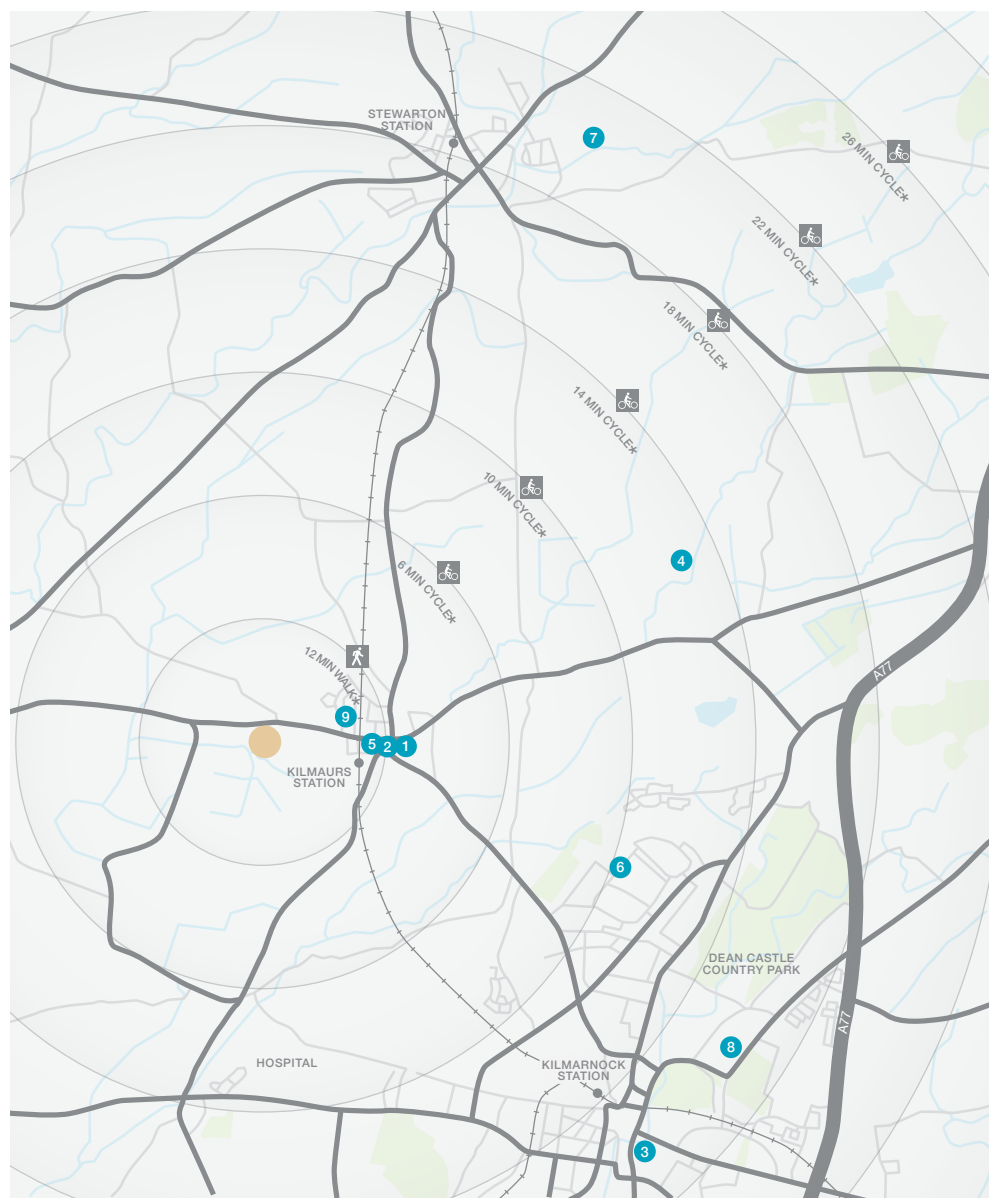 STEWARTON
STATION
7
26 MIN CYCLE*
22 MIN CYCLE*
18 MIN CYCLE*
14 MIN CYCLE*
10 MIN CYCLE*
4
6 MIN CYCLE*
12 MIN WALK*
A77
9
5
2
1
KILMAURS
STATION
6
DEAN CASTLE
COUNTRY PARK
A77
8
HOSPITAL
KILMARNOCK
STATION
3